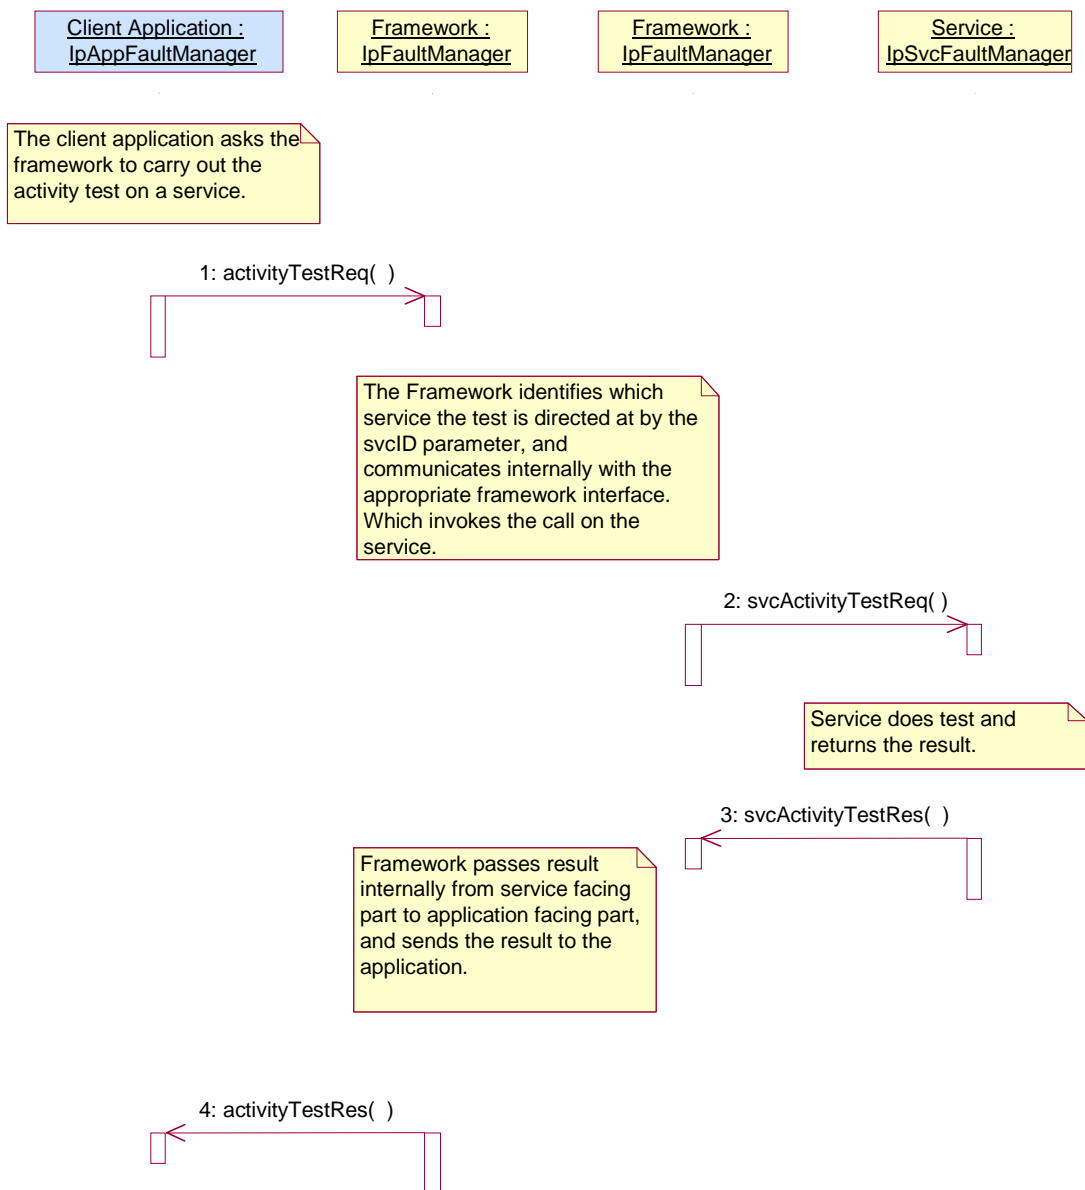 Client Application :
IpAppFaultManager
Framework :
IpFaultManager
Framework :
IpFaultManager
Service :
IpSvcFaultManager
The client application asks the
framework to carry out the
activity test on a service.
1: activityTestReq(  )
The Framework identifies which
service the test is directed at by the
svcID parameter, and
communicates internally with the
appropriate framework interface.
Which invokes the call on the
service.
2: svcActivityTestReq( )
Service does test and
returns the result.
3: svcActivityTestRes(  )
Framework passes result
internally from service facing
part to application facing part,
and sends the result to the
application.
4: activityTestRes(  )